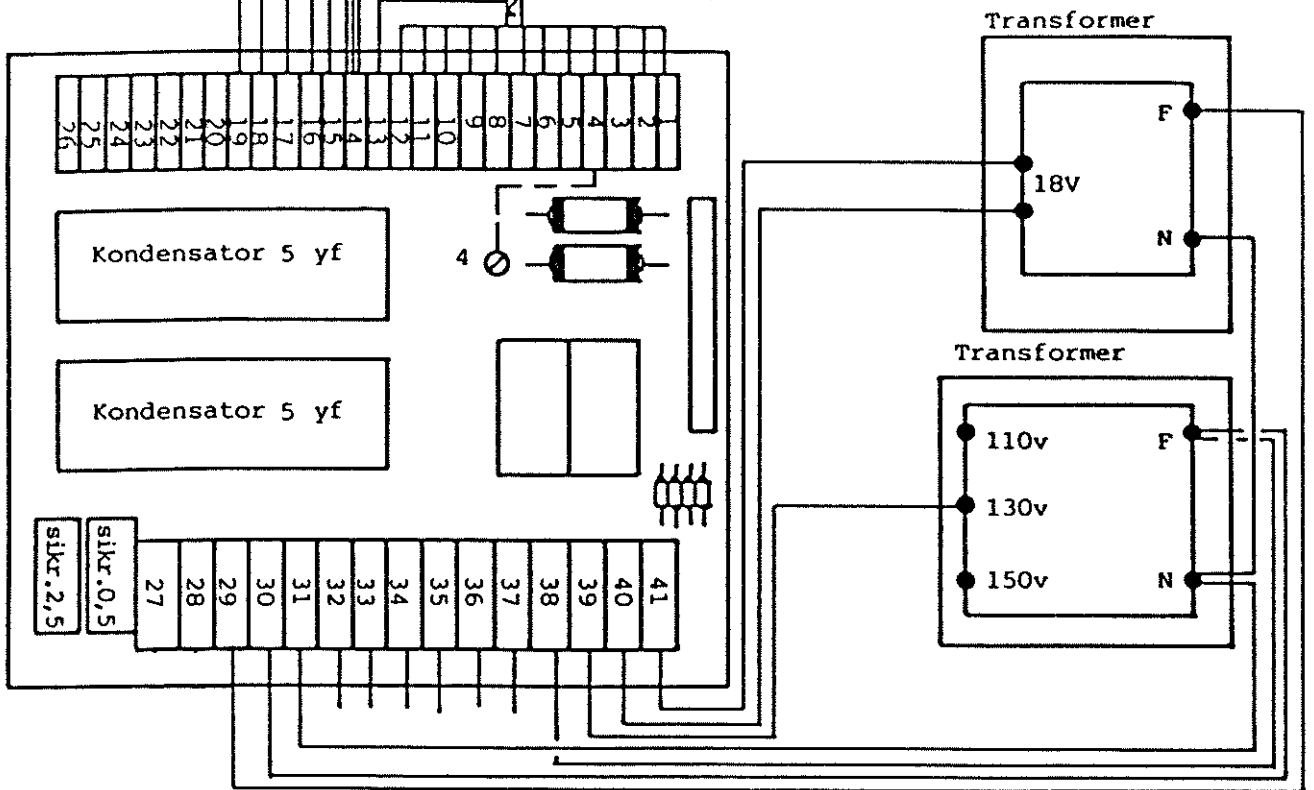 Transformer
26 25 24 23 22 21 20 19 18 17 16 15 14 13 12 11 10 9 8 7 6 5 4 3 2 1
F
18V
N
Kondensator 5 yf
4
Transformer
Kondensator 5 yf
110v
F
130v
150v
N
sikr.2,5
sikr.0,5
27 28 29 30 31 32 33 34 35 36 37 38 39 40 41